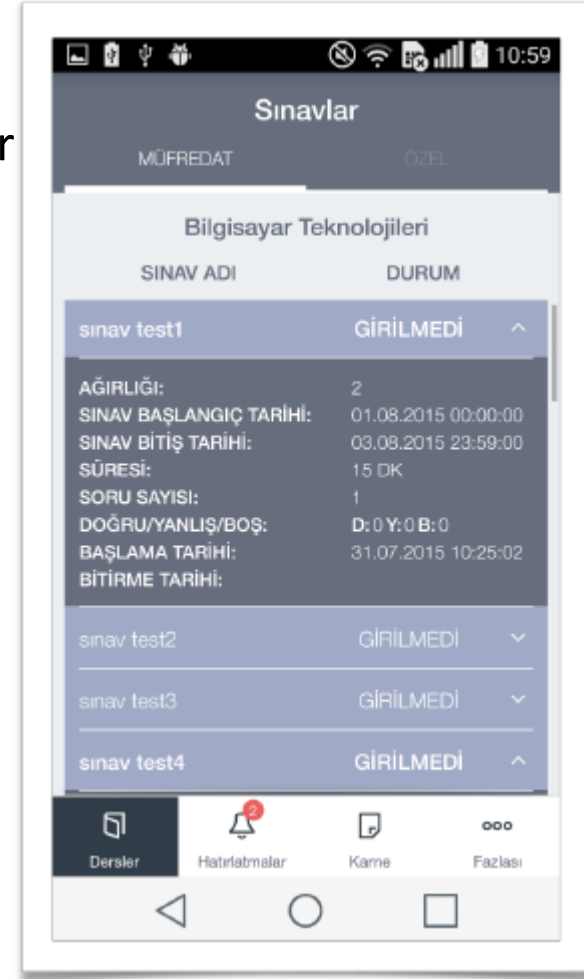 r
10:59
Sınavlar
MÜFREDAT ÖZEL
Bilgisayar Teknolojileri
SINAV ADI DURUM
sınav test1 GİRİLMEDİ
AĞIRLIĞI: 2
SINAV BAŞLANGIÇ TARİHİ: 01.08.2015 00:00:00
SINAV BİTİŞ TARİHİ: 03.08.2015 23:59:00
SÜRESİ: 15 DK
SORU SAYISI: 1
DOĞRU/YANLIŞ/BOŞ: D:0 Y:0 B:0
BAŞLAMA TARİHİ: 31.07.2015 10:25:02
BİTİRME TARİHİ:
sınav test2 GİRİLMEDİ
sınav test3 GİRİLMEDİ
sınav test4 GİRİLMEDİ
2
Dersler Hatırlatmalar Karne Fazlası